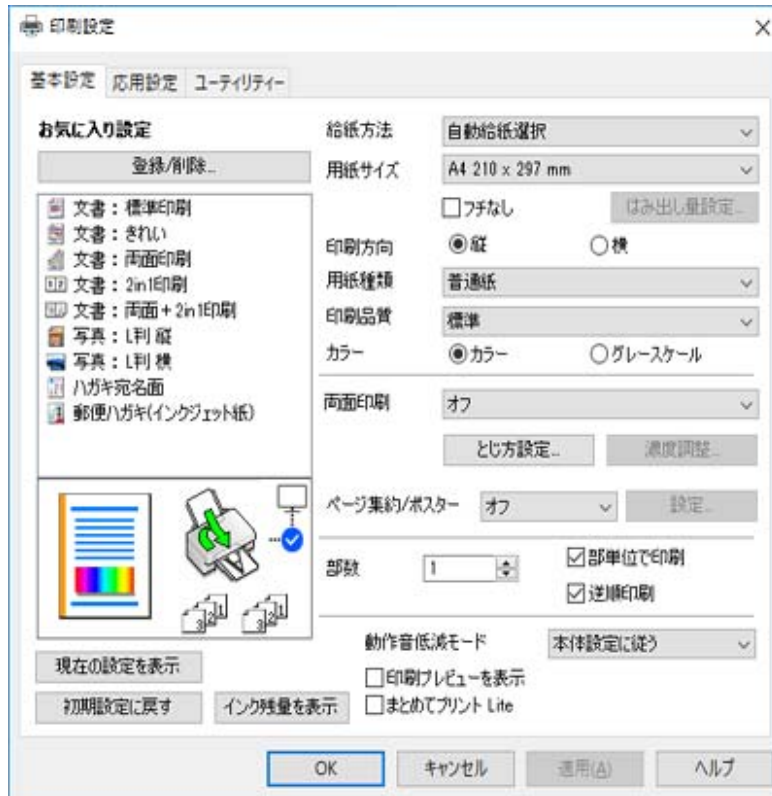 印刷設定
基本設定 応用設定 ユーティリティー
お気に入り設定
登録/削除...
文書：標準印刷
文書：きれい
文書：両面印刷
文書：2in1印刷
文書：両面+2in1印刷
写真：L判 縦
写真：L判 横
ハガキ宛名面
郵便ハガキ(インクジェット紙)
321 321
現在の設定を表示
初期設定に戻す インク残量を表示
給紙方法 自動給紙選択
用紙サイズ A4 210 x 297 mm
フチなし はみ出し量設定...
印刷方向 縦 横
用紙種類 普通紙
印刷品質 標準
カラー カラー グレースケール
両面印刷 オフ
とじ方設定... 濃度調整...
ページ集約/ポスター オフ 設定...
部数 1 部単位で印刷
逆順印刷
動作音低減モード 本体設定に従う
印刷プレビューを表示
まとめてプリント Lite
OK キャンセル 適用(A) ヘルプ